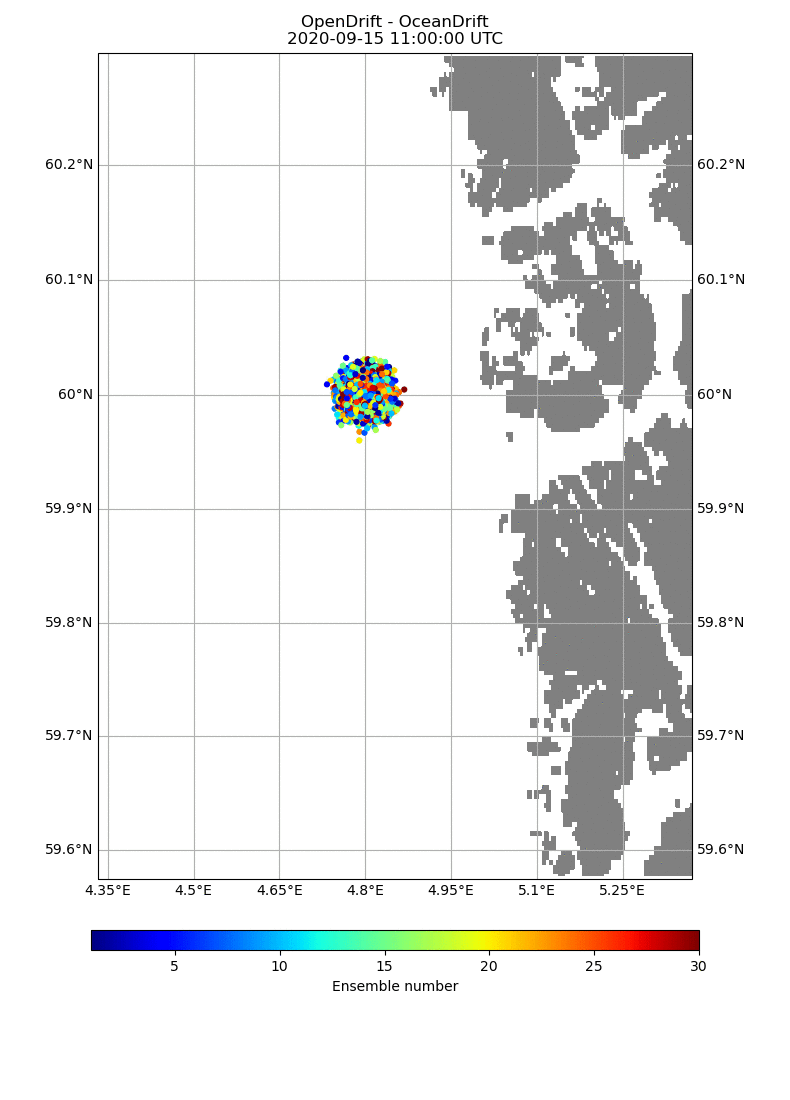 OpenDrift - OceanDrift
2020-09-15 11:00:00 UTC
60.2°N 60.2°N
60.1°N 60.1°N
60°N 60°N
59.9°N 59.9°N
59.8°N 59.8°N
59.7°N 59.7°N
59.6°N 59.6°N
4.35°E 4.5°E 4.65°E 4.8°E 4.95°E 5.1°E 5.25°E
5 10 15 20 25 30
Ensemble number